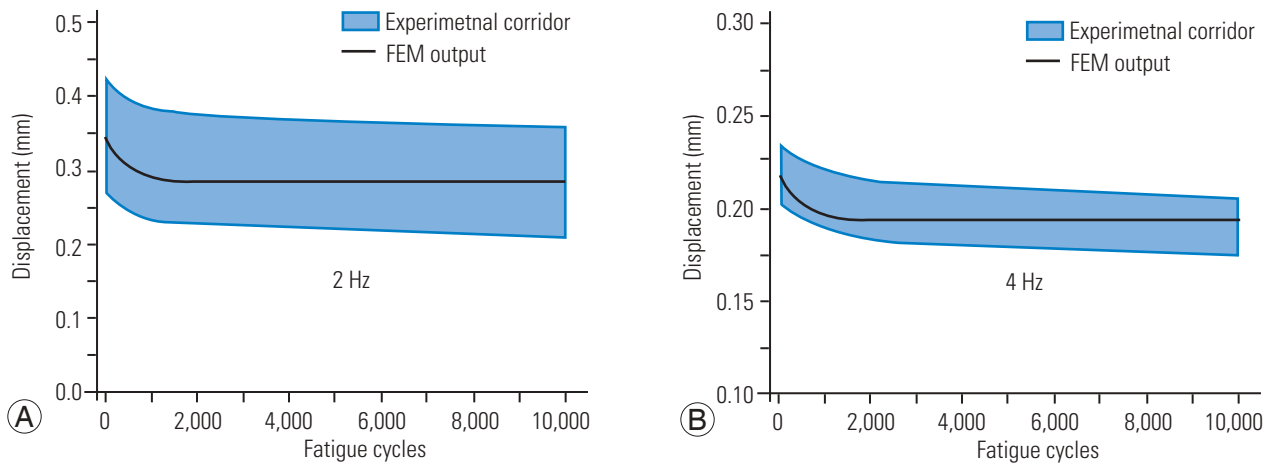 0.5
0.4
0.3
0.2
0.1
0.0
Displacement (mm)
Experimetnal corridor
FEM output
2 Hz
0 2,000 4,000 6,000 8,000 10,000
Fatigue cycles
A
0.30
0.25
0.20
0.15
0.10
Displacement (mm)
Experimetnal corridor
FEM output
4 Hz
0 2,000 4,000 6,000 8,000 10,000
Fatigue cycles
B